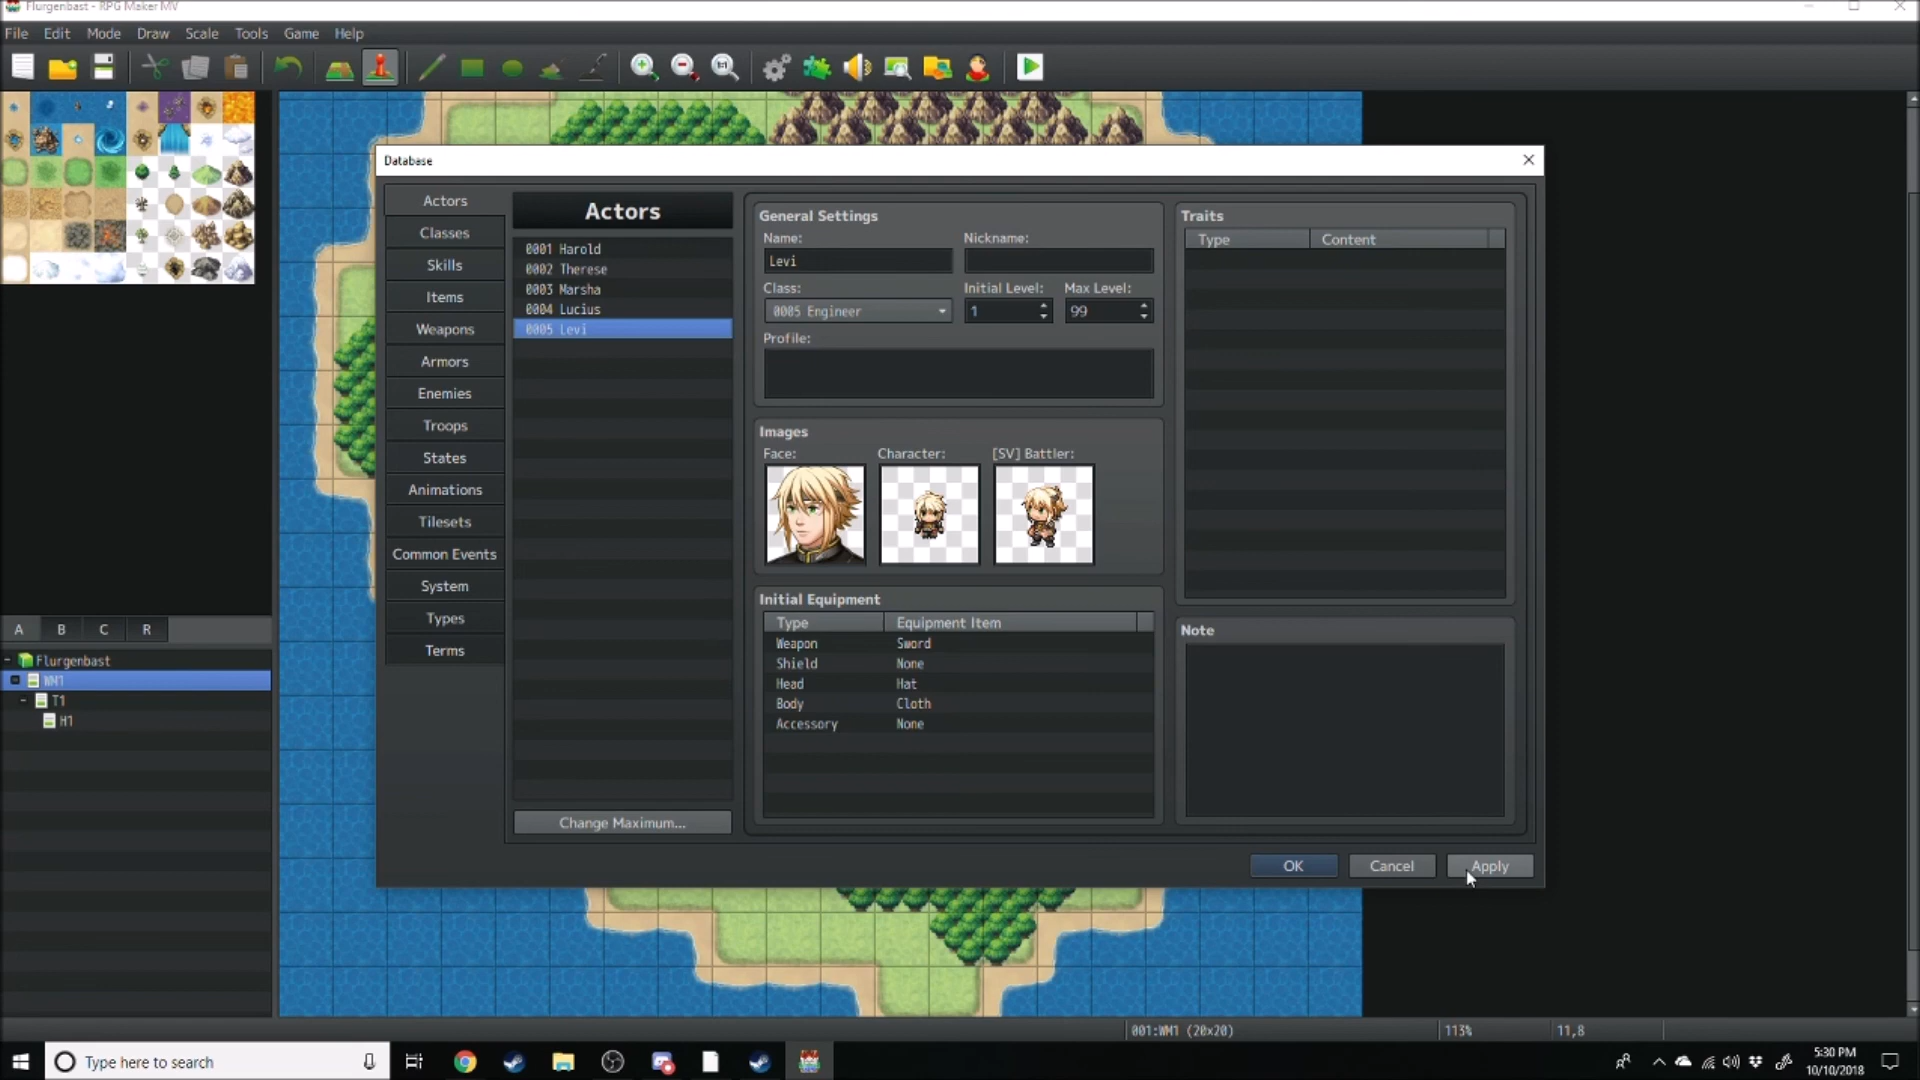 Flurgenbast - RPG Maker MV
File Edit Mode Draw Scale Tools Game Help
Database
Actors
Classes
Skills
Items
Weapons
Armors
Enemies
Troops
States
Animations
Tilesets
Common Events
System
Types
Terms
Actors
0001 Harold
0002 Therese
0003 Marsha
0004 Lucius
0005 Levi
Change Maximum...
General Settings
Name: Nickname:
Levi
Class: Initial Level: Max Level:
0005 Engineer 1 99
Profile:
Images
Face: Character: [SV] Battler:
Initial Equipment
Type Equipment Item
Weapon Sword
Shield None
Head Hat
Body Cloth
Accessory None
Traits
Type Content
Note
OK Cancel Apply
A B C R
Flurgenbast
WM1
T1
H1
001:WM1 (20x20) 113% 11,8
Type here to search
5:30 PM
10/10/2018